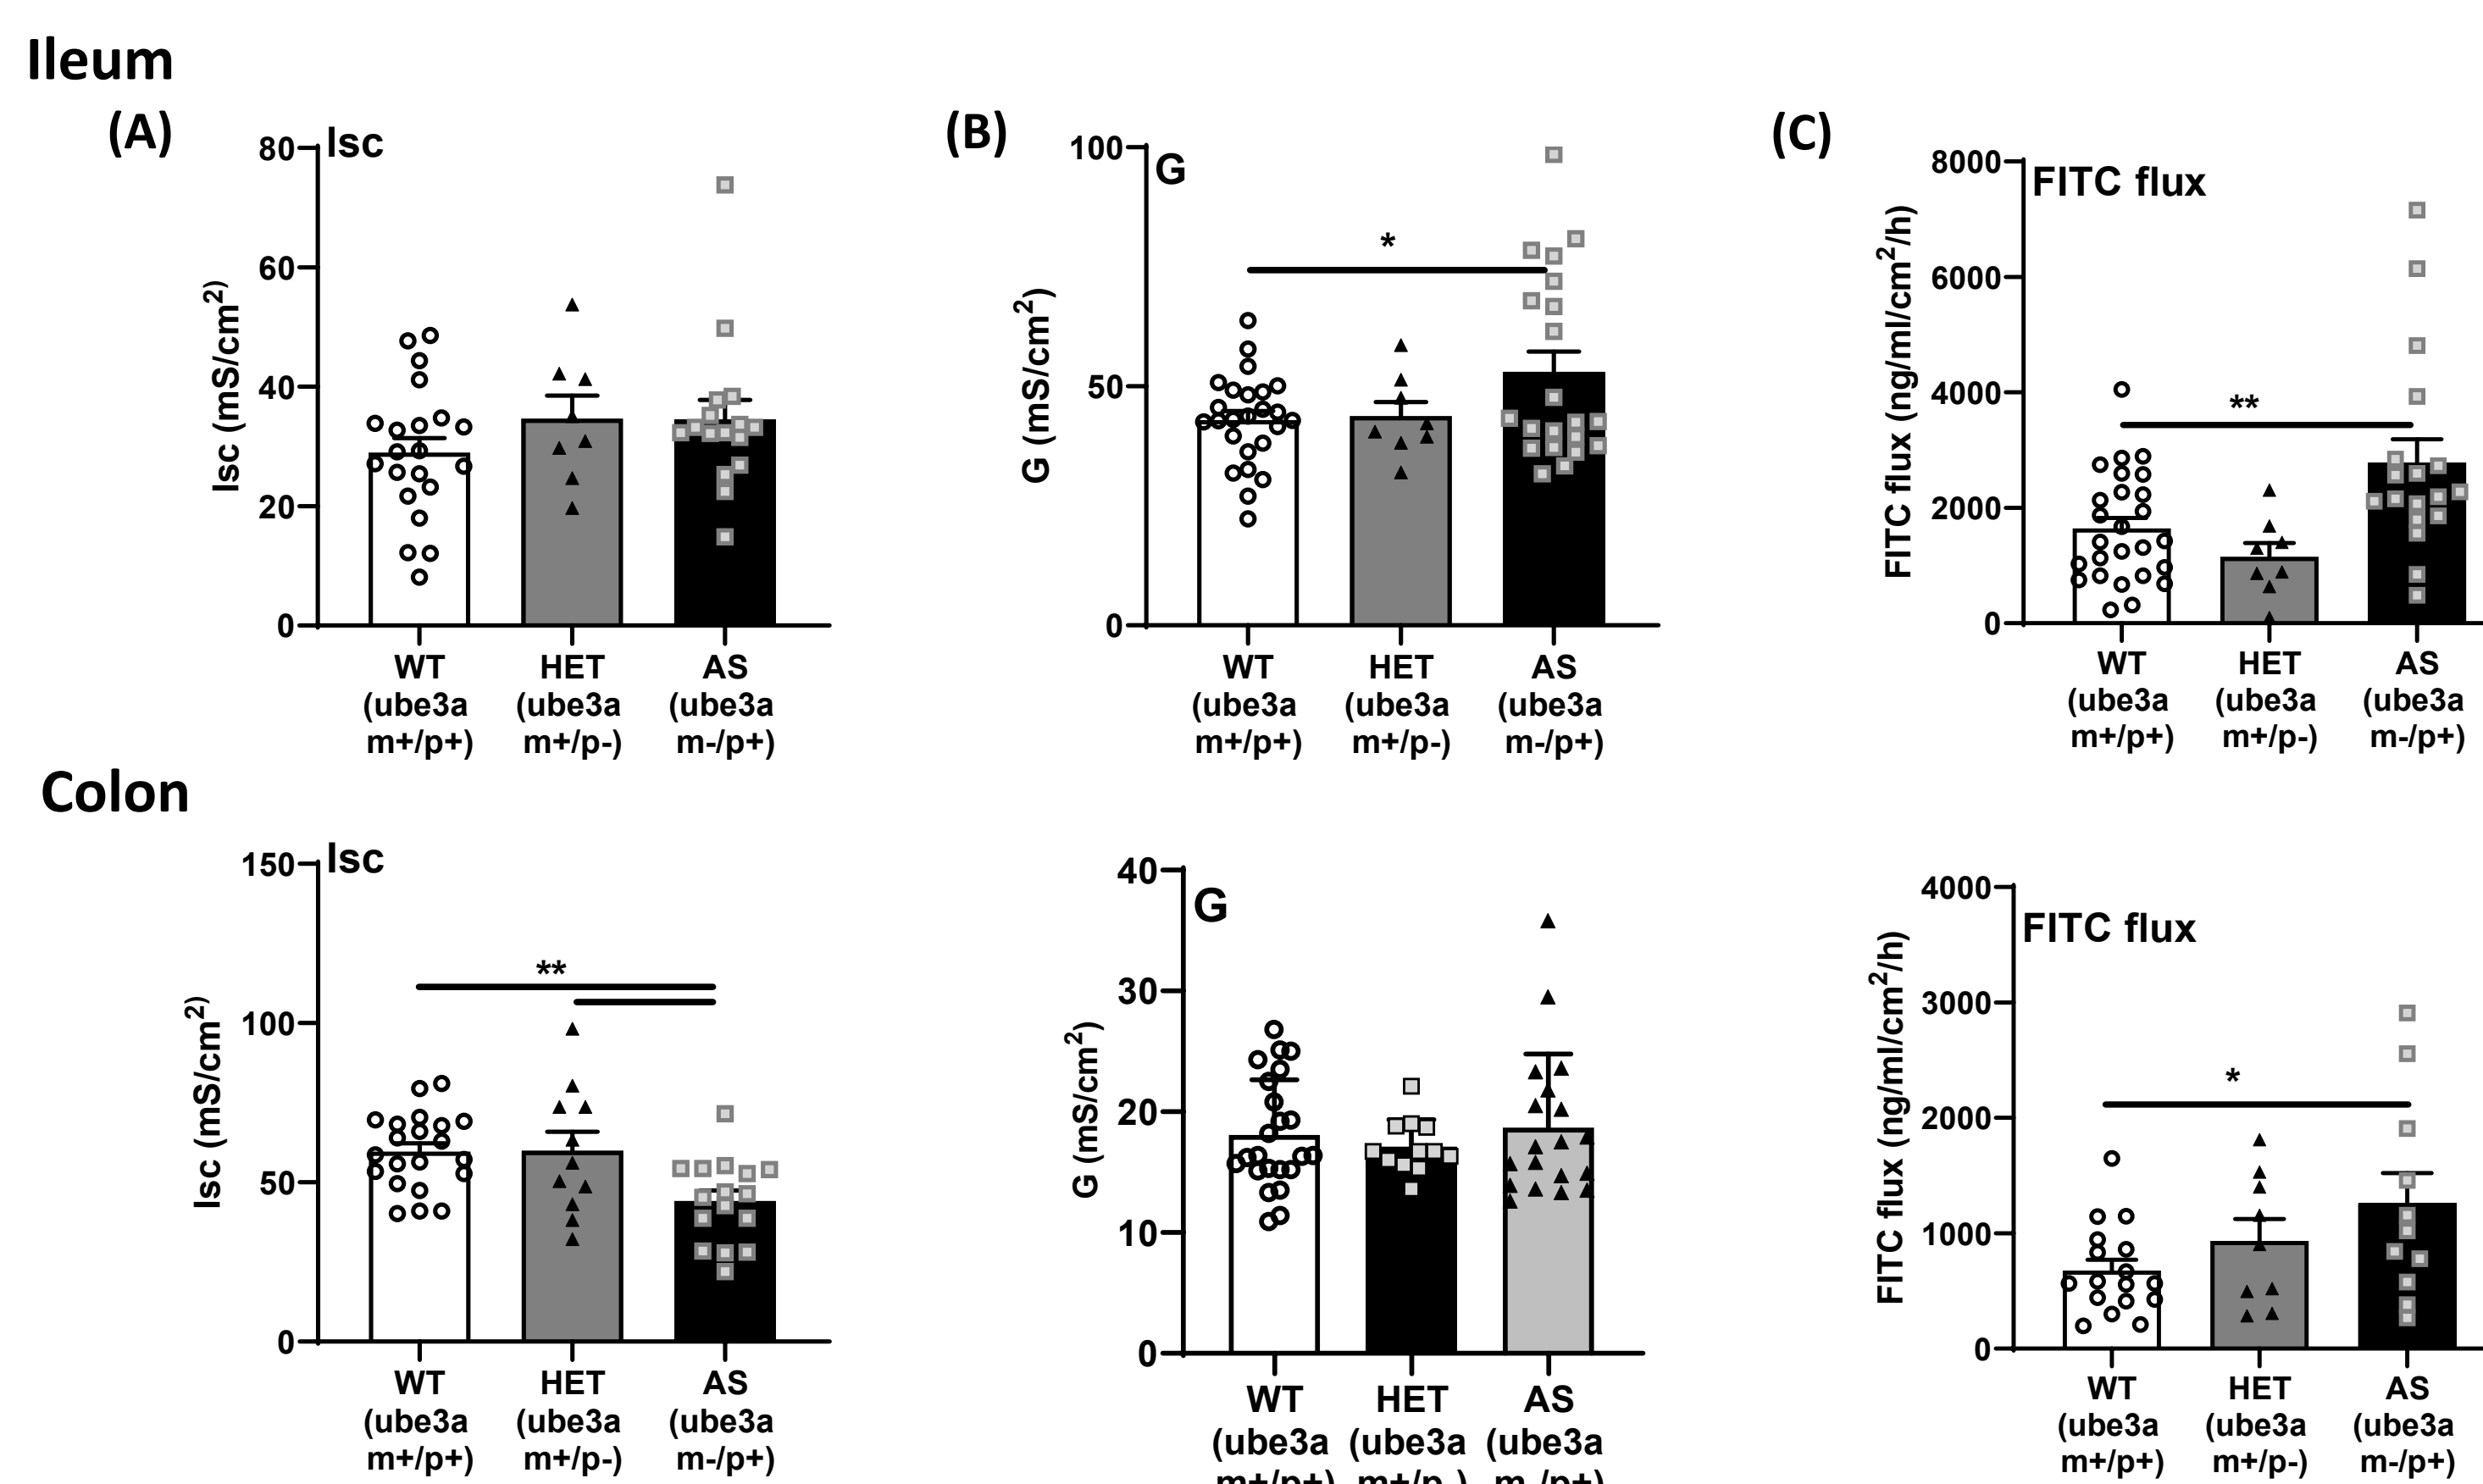 Ileum
(A)
Isc
Isc (mS/cm²)
80
60
40
20
0
WT
(ube3a
m+/p+)
HET
(ube3a
m+/p-)
AS
(ube3a
m-/p+)
(B)
G
G (mS/cm²)
100
50
0
*
WT
(ube3a
m+/p+)
HET
(ube3a
m+/p-)
AS
(ube3a
m-/p+)
(C)
FITC flux
FITC flux (ng/ml/cm²/h)
8000
6000
4000
2000
0
**
WT
(ube3a
m+/p+)
HET
(ube3a
m+/p-)
AS
(ube3a
m-/p+)
Colon
Isc
Isc (mS/cm²)
150
100
50
0
**
WT
(ube3a
m+/p+)
HET
(ube3a
m+/p-)
AS
(ube3a
m-/p+)
G
G (mS/cm²)
40
30
20
10
0
WT
(ube3a
m+/p+)
HET
(ube3a
m+/p-)
AS
(ube3a
m-/p+)
FITC flux
FITC flux (ng/ml/cm²/h)
4000
3000
2000
1000
0
*
WT
(ube3a
m+/p+)
HET
(ube3a
m+/p-)
AS
(ube3a
m-/p+)